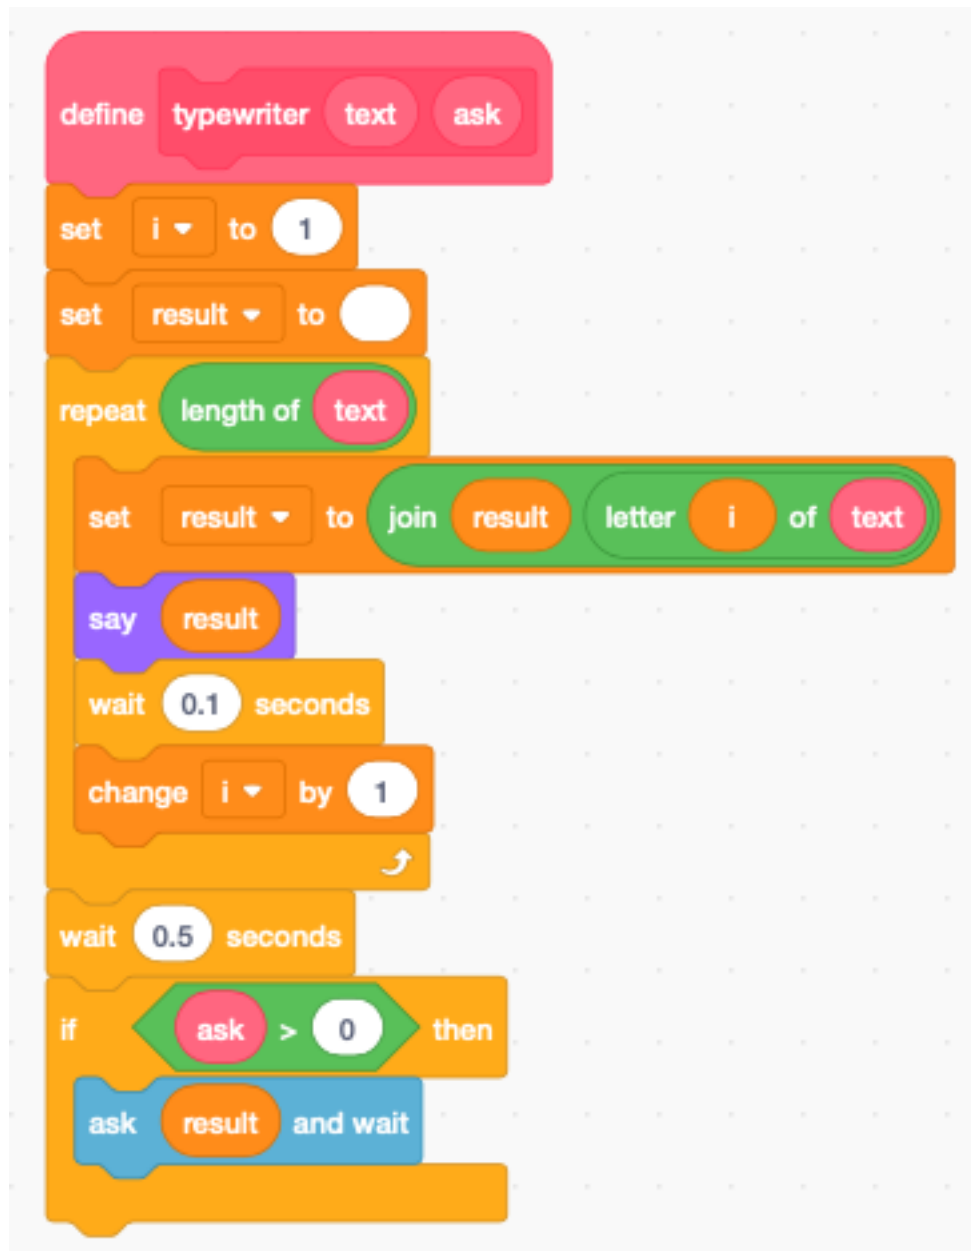 define typewriter text ask
set i to 1
set result to
repeat length of text
set result to join result letter i of text
say result
wait 0.1 seconds
change i by 1
wait 0.5 seconds
if ask > 0 then
ask result and wait